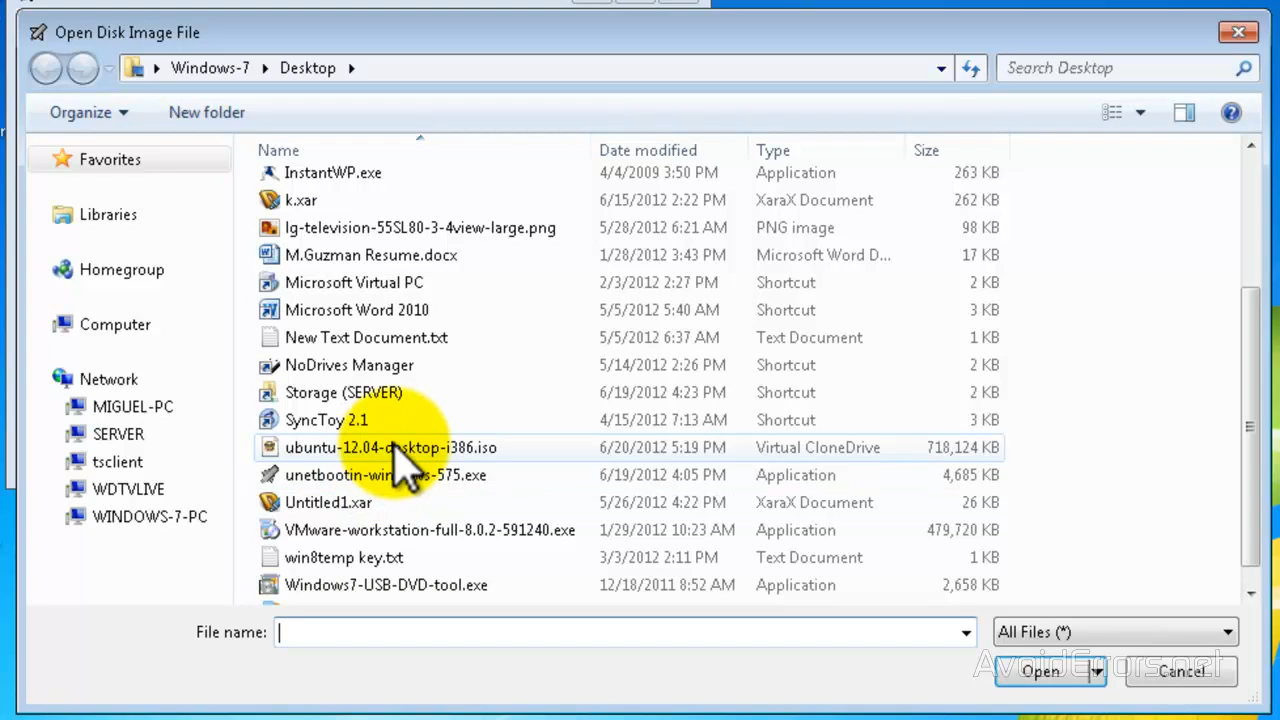 Open Disk Image File
Windows-7 Desktop
Search Desktop
Organize New folder
Name Date modified Type Size
InstantWP.exe 4/4/2009 3:50 PM Application 263 KB
k.xar 6/15/2012 2:22 PM XaraX Document 262 KB
lg-television-55SL80-3-4view-large.png 5/28/2012 6:21 AM PNG image 98 KB
M.Guzman Resume.docx 1/28/2012 3:43 PM Microsoft Word D... 17 KB
Microsoft Virtual PC 2/3/2012 2:27 PM Shortcut 2 KB
Microsoft Word 2010 5/5/2012 5:40 AM Shortcut 3 KB
New Text Document.txt 5/5/2012 6:37 AM Text Document 1 KB
NoDrives Manager 5/14/2012 2:26 PM Shortcut 2 KB
Storage (SERVER) 6/19/2012 4:23 PM Shortcut 2 KB
SyncToy 2.1 4/15/2012 7:13 AM Shortcut 3 KB
ubuntu-12.04-desktop-i386.iso 6/20/2012 5:19 PM Virtual CloneDrive 718,124 KB
unetbootin-windows-575.exe 6/19/2012 4:05 PM Application 4,685 KB
Untitled1.xar 5/26/2012 4:22 PM XaraX Document 26 KB
VMware-workstation-full-8.0.2-591240.exe 1/29/2012 10:23 AM Application 479,720 KB
win8temp key.txt 3/3/2012 2:11 PM Text Document 1 KB
Windows7-USB-DVD-tool.exe 12/18/2011 8:52 AM Application 2,658 KB
Favorites
Libraries
Homegroup
Computer
Network
MIGUEL-PC
SERVER
tsclient
WDTVLIVE
WINDOWS-7-PC
File name: All Files (*)
Open Cancel
AvoidErrors.net